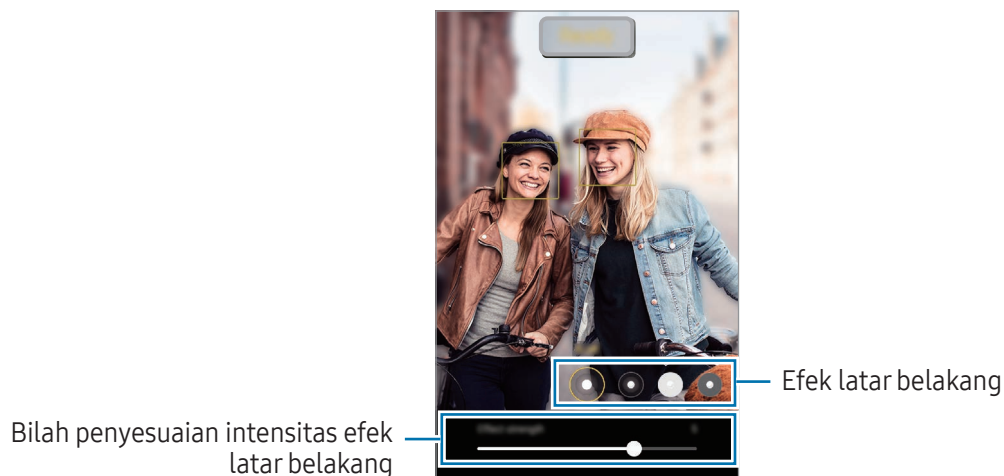 Efek latar belakang
Bilah penyesuaian intensitas efek
latar belakang